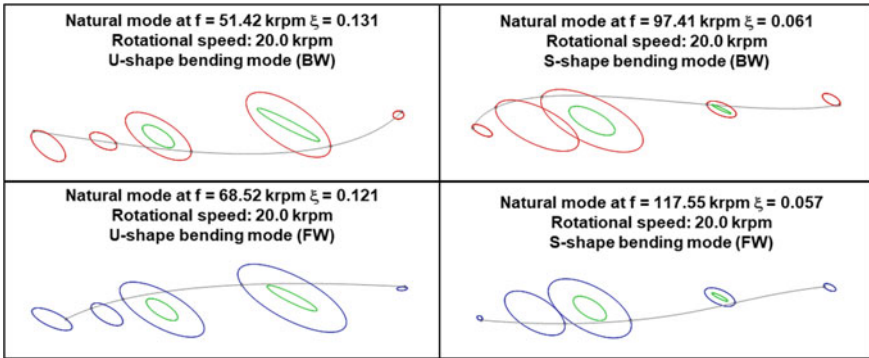 Natural mode at f = 51.42 krpm ξ = 0.131
Rotational speed: 20.0 krpm
U-shape bending mode (BW)
Natural mode at f = 97.41 krpm ξ = 0.061
Rotational speed: 20.0 krpm
S-shape bending mode (BW)
Natural mode at f = 68.52 krpm ξ = 0.121
Rotational speed: 20.0 krpm
U-shape bending mode (FW)
Natural mode at f = 117.55 krpm ξ = 0.057
Rotational speed: 20.0 krpm
S-shape bending mode (FW)